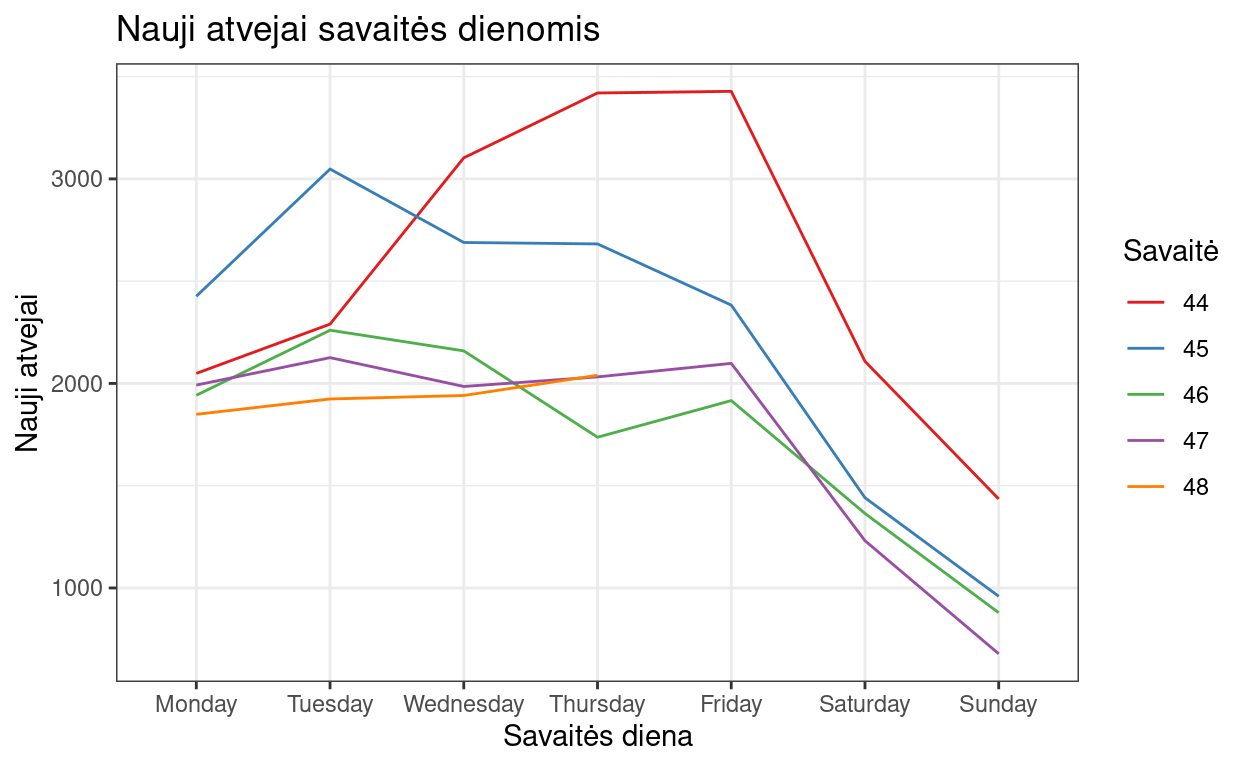 Nauji atvejai savaitės dienomis
Nauji atvejai
3000
2000
1000
Monday Tuesday Wednesday Thursday Friday Saturday Sunday
Savaitės diena
Savaitė
44
45
46
47
48